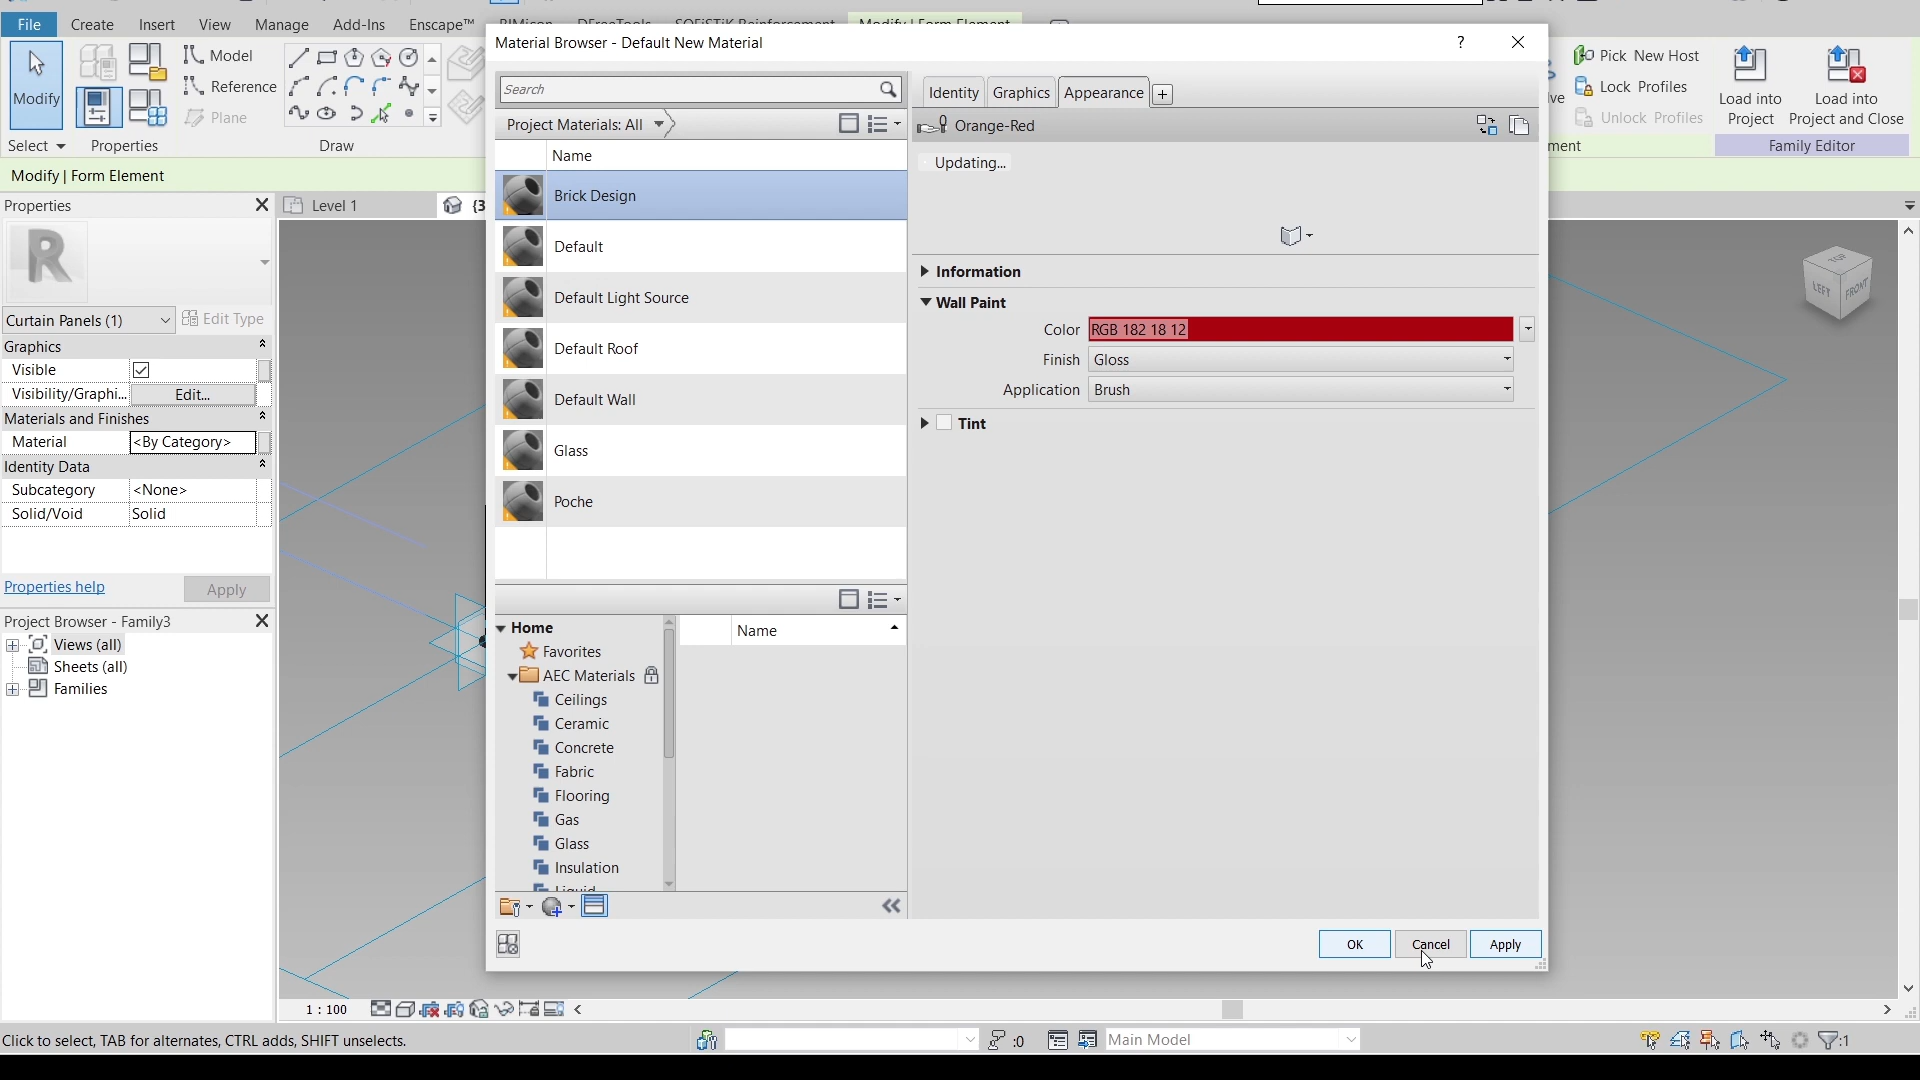 File Create Insert View Manage Add-Ins Enscape™
Material Browser - Default New Material ?
Modify
Model
Reference
Plane
Pick New Host
Lock Profiles
Unlock Profiles
Load into Project
Load into Project and Close
Select Properties Draw
Family Editor
Modify | Form Element
Properties
Level 1
R
Curtain Panels (1) Edit Type
Graphics
Visible
Visibility/Graphi... Edit...
Materials and Finishes
Material <By Category>
Identity Data
Subcategory <None>
Solid/Void Solid
Properties help Apply
Project Browser - Family3
Views (all)
Sheets (all)
Families
Search
Project Materials: All
Name
Brick Design
Default
Default Light Source
Default Roof
Default Wall
Glass
Poche
Home
Favorites
AEC Materials
Ceilings
Ceramic
Concrete
Fabric
Flooring
Gas
Glass
Insulation
Liquid
Name
Identity Graphics Appearance +
Orange-Red
Updating...
Information
Wall Paint
Color RGB 182 18 12
Finish Gloss
Application Brush
Tint
OK Cancel Apply
TOP
LEFT FRONT
1 : 100
Click to select, TAB for alternates, CTRL adds, SHIFT unselects.
:0
Main Model
:1